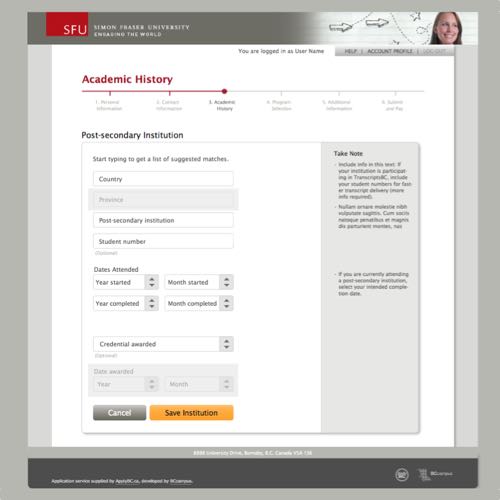 SFU SIMON FRASER UNIVERSITY
ENGAGING THE WORLD
You are logged in as User Name
HELP | ACCOUNT PROFILE | LOG OUT
Academic History
1. Personal Information
2. Contact Information
3. Academic History
4. Program Selection
5. Additional Information
6. Submit and Pay
Post-secondary Institution
Start typing to get a list of suggested matches.
Country
Province
Post-secondary institution
Student number
(Optional)
Dates Attended
Year started
Month started
Year completed
Month completed
Credential awarded
(Optional)
Date awarded
Year
Month
Cancel
Save Institution
Take Note
- Include info in this text: If
your institution is participat-
ing in TranscriptsBC, include
your student numbers for fast-
er transcript delivery (more
info required).
- Nullam ornare molestie nibh
vulputate sagittis. Cum sociis
natoque penatibus et magnis
dis parturient montes, nas
- If you are currently attending
a post-secondary institution,
select your intended comple-
tion date.
8888 University Drive, Burnaby, B.C. Canada V5A 1S6
Application service supplied by ApplyBC.ca, developed by BCcampus.
BCcampus